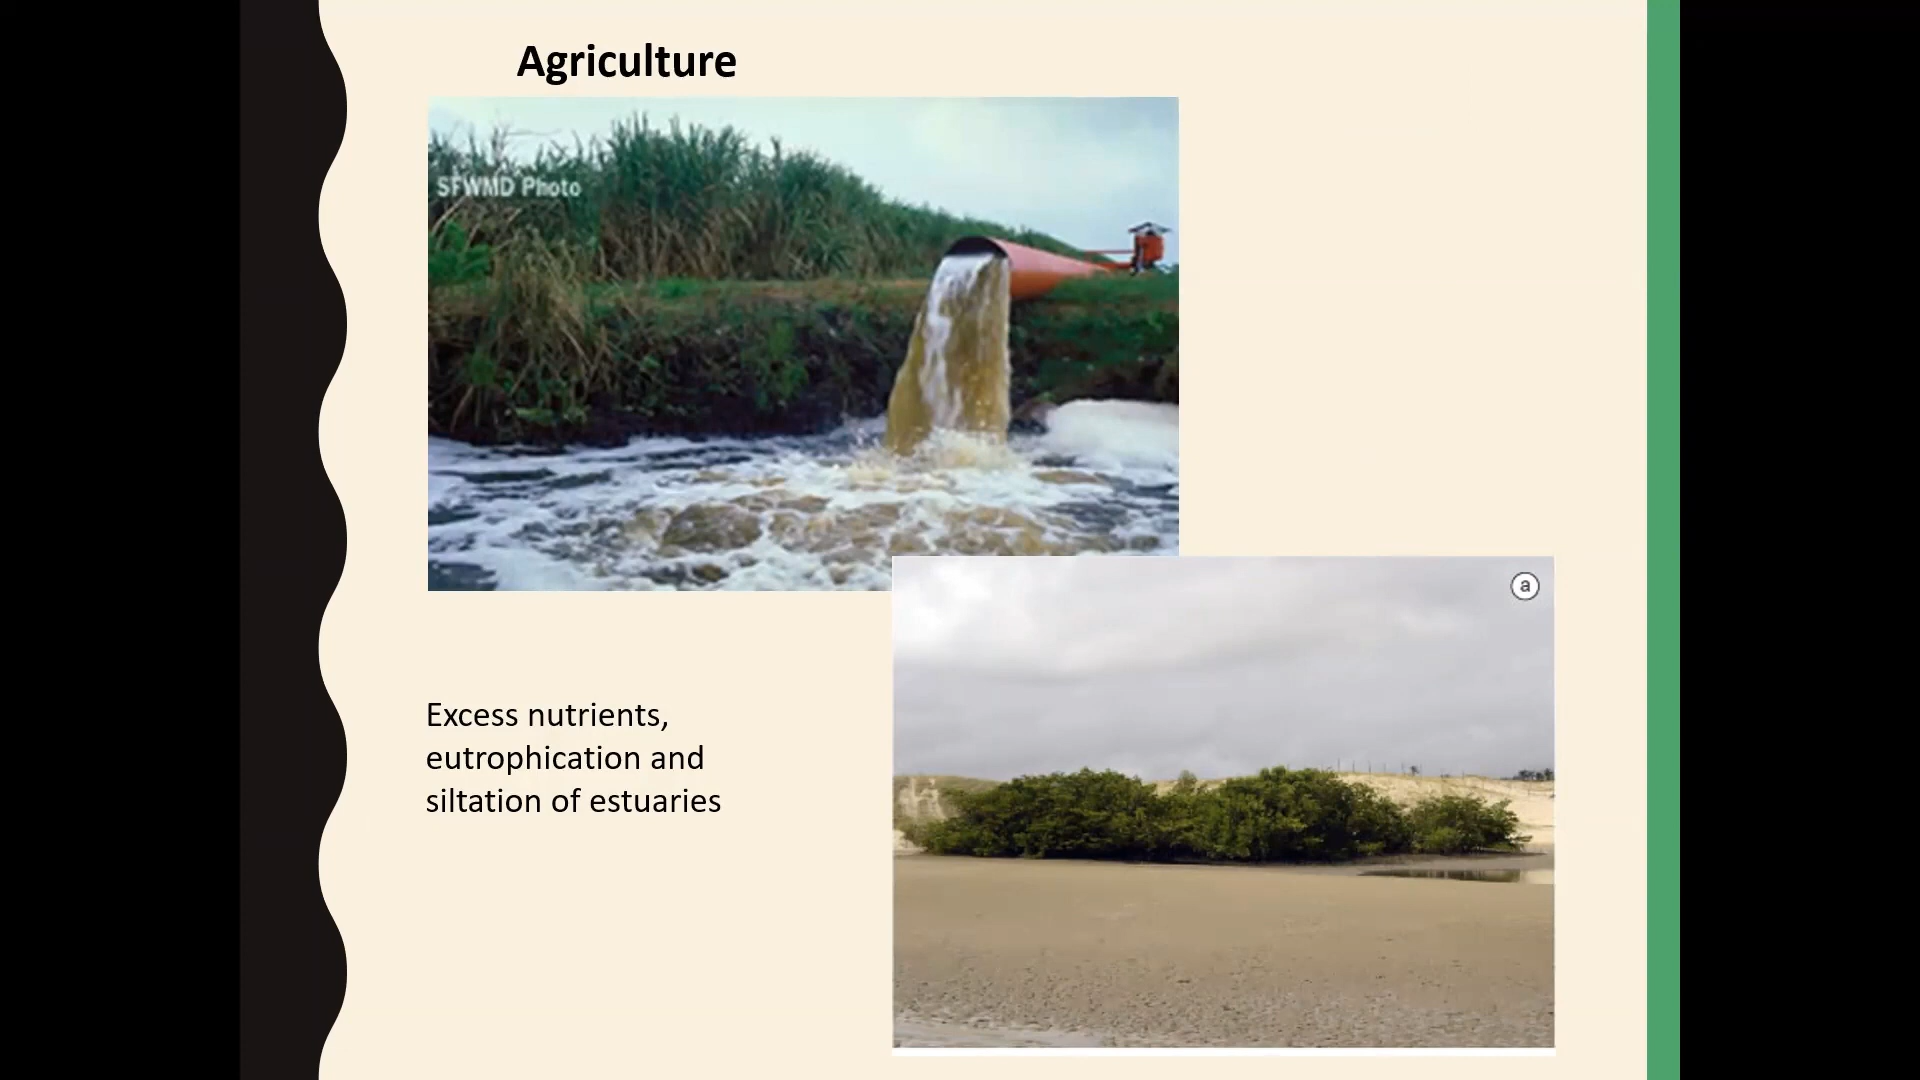 Agriculture
SFWMD Photo
a
Excess nutrients,
eutrophication and
siltation of estuaries